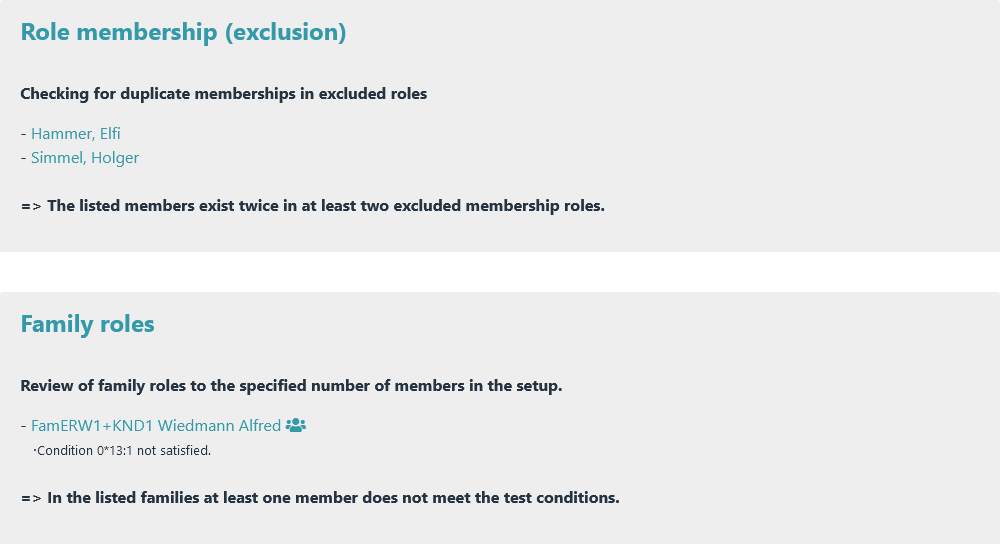 Role membership (exclusion)
Checking for duplicate memberships in excluded roles
- Hammer, Elfi
- Simmel, Holger
=> The listed members exist twice in at least two excluded membership roles.
Family roles
Review of family roles to the specified number of members in the setup.
- FamERW1+KND1 Wiedmann Alfred
·Condition 0*13:1 not satisfied.
=> In the listed families at least one member does not meet the test conditions.